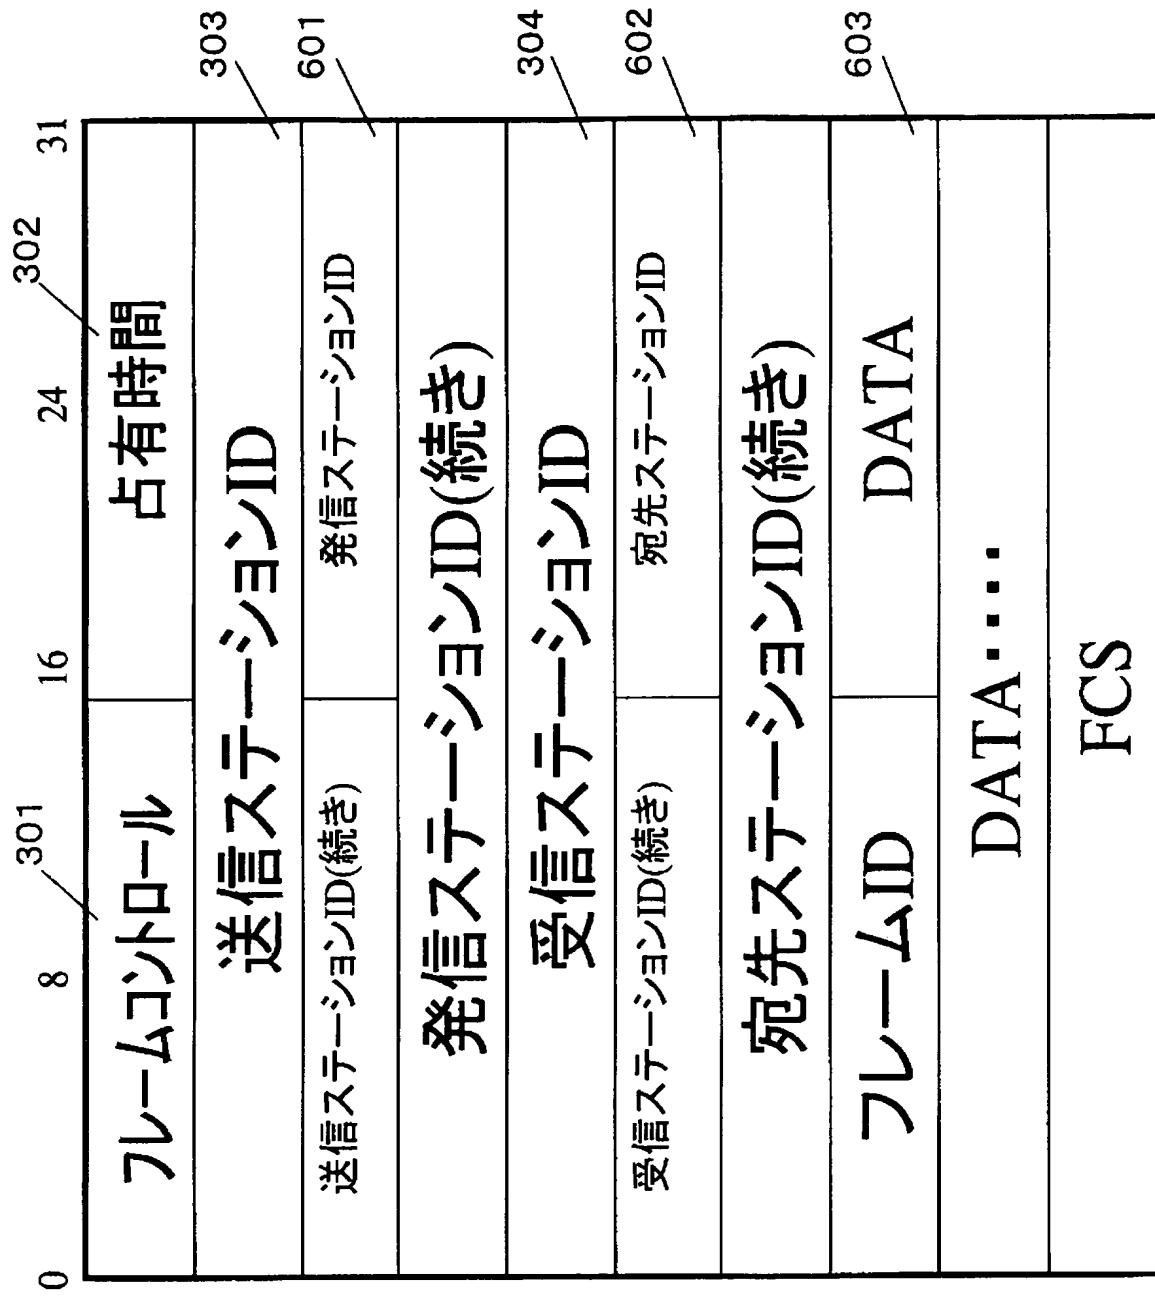 0 8 16 24 31
301 302
フレームコントロール 占有時間
送信ステーションID 303
送信ステーションID(続き) 発信ステーションID 601
発信ステーションID(続き)
受信ステーションID 304
受信ステーションID(続き) 宛先ステーションID 602
宛先ステーションID(続き)
フレームID DATA 603
DATA・・・・・
FCS